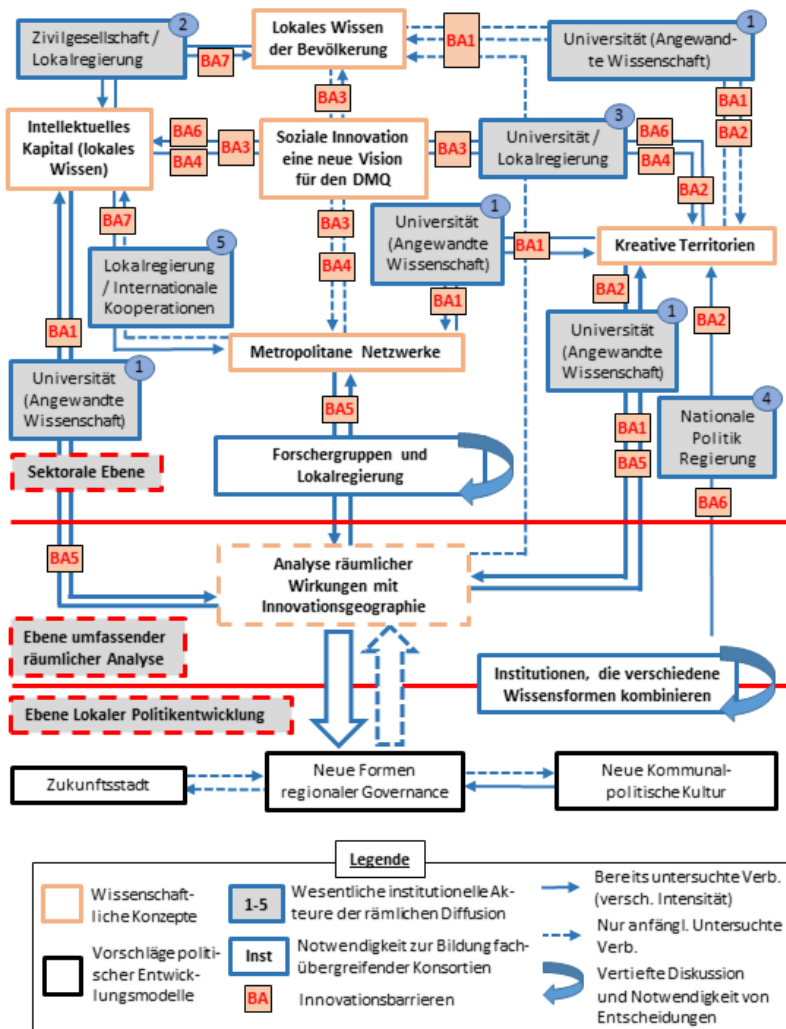 2
1
Zivilgesellschaft /
Lokalregierung
BA7
Lokales Wissen
der Bevölkerung
BA1
Universität (Angewand-
te Wissenschaft)
BA3
BA1
BA2
Intellektuelles
Kapital (lokales
Wissen)
BA6
BA4
BA3
Soziale Innovation
eine neue Vision
für den DMQ
BA3
3
Universität /
Lokalregierung
BA6
BA4
BA2
BA7
BA3
BA4
1
Universität
(Angewandte
Wissenschaft)
BA1
Kreative Territorien
5
Lokalregierung
/ Internationale
Kooperationen
BA1
BA2
BA1
BA2
Metropolitane Netzwerke
1
Universität
(Angewandte
Wissenschaft)
1
Universität
(Angewandte
Wissenschaft)
BA5
4
Nationale
Politik
Regierung
BA1
BA5
Sektorale Ebene
Forschergruppen und
Lokalregierung
BA6
BA5
Analyse räumlicher
Wirkungen mit
Innovationsgeographie
Ebene umfassender
räumlicher Analyse
Institutionen, die verschiedene
Wissensformen kombinieren
Ebene Lokaler Politikentwicklung
Zukunftsstadt
Neue Formen
regionaler Governance
Neue Kommunal-
politische Kultur
Legende
Wissenschaft-
liche Konzepte
1-5
Wesentliche institutionelle Ak-
teure der rämlichen Diffusion
Bereits untersuchte Verb.
(versch. Intensität)
Vorschläge politi-
scher Entwick-
lungsmodelle
Inst
Notwendigkeit zur Bildung fach-
übergreifender Konsortien
Nur anfängl. Untersuchte
Verb.
BA
Innovationsbarrieren
Vertiefte Diskussion
und Notwendigkeit von
Entscheidungen